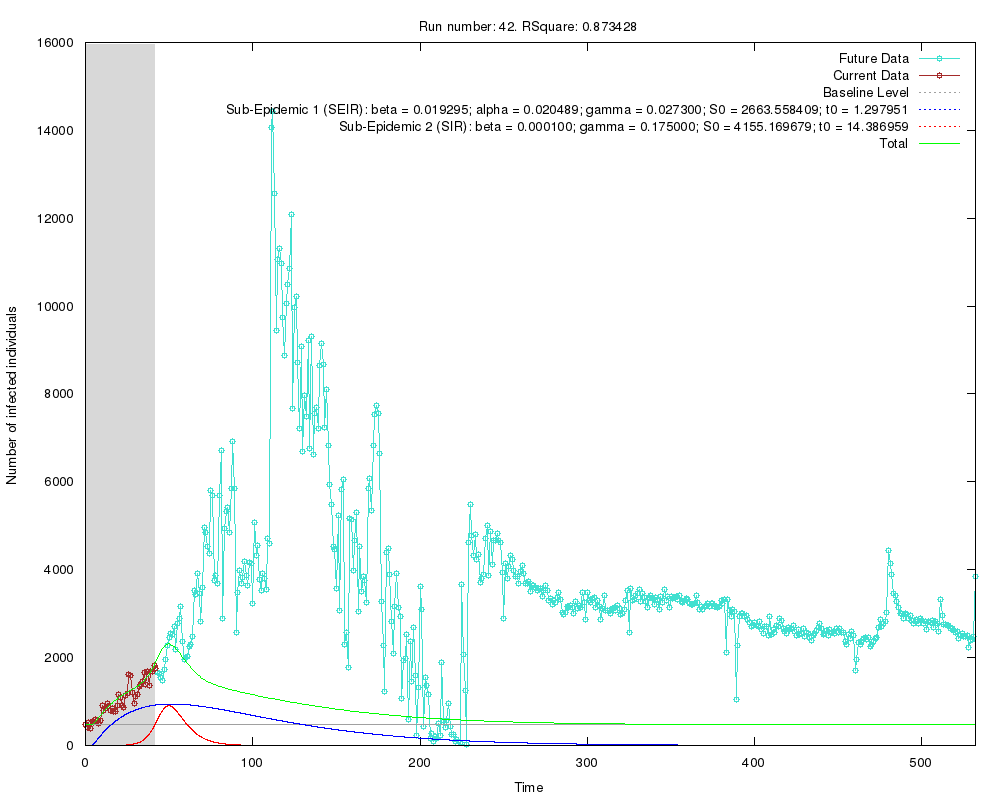 Run number: 42. RSquare: 0.873428
16000
14000
12000
10000
8000
6000
4000
2000
0
Number of infected individuals
Future Data
Current Data
Baseline Level
Sub-Epidemic 1 (SEIR): beta = 0.019295; alpha = 0.020489; gamma = 0.027300; S0 = 2663.558409; t0 = 1.297951
Sub-Epidemic 2 (SIR): beta = 0.000100; gamma = 0.175000; S0 = 4155.169679; t0 = 14.386959
Total
0 100 200 300 400 500
Time